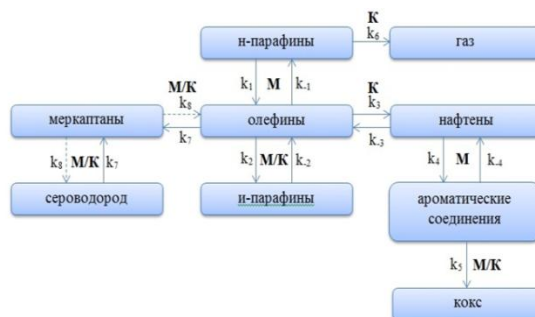 н-парафины
К
k6
газ
k1
М
k-1
М/К
k8
К
k3
меркаптаны
олефины
нафтены
k7
k-3
k8
М/К
k7
k2
М/К
k-2
k4
М
k-4
сероводород
и-парафины
ароматические
соединения
k5
М/К
кокс